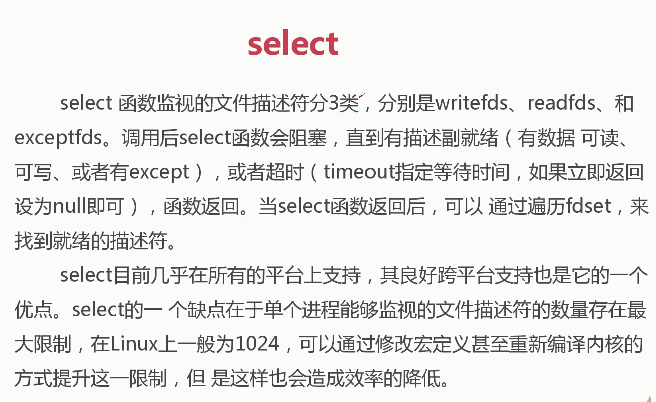 select
select 函数监视的文件描述符分3类，分别是writefds、readfds、和
exceptfds。调用后select函数会阻塞，直到有描述副就绪（有数据 可读、
可写、或者有except），或者超时（timeout指定等待时间，如果立即返回
设为null即可），函数返回。当select函数返回后，可以 通过遍历fdset，来
找到就绪的描述符。
select目前几乎在所有的平台上支持，其良好跨平台支持也是它的一个
优点。select的一 个缺点在于单个进程能够监视的文件描述符的数量存在最
大限制，在Linux上一般为1024，可以通过修改宏定义甚至重新编译内核的
方式提升这一限制，但 是这样也会造成效率的降低。